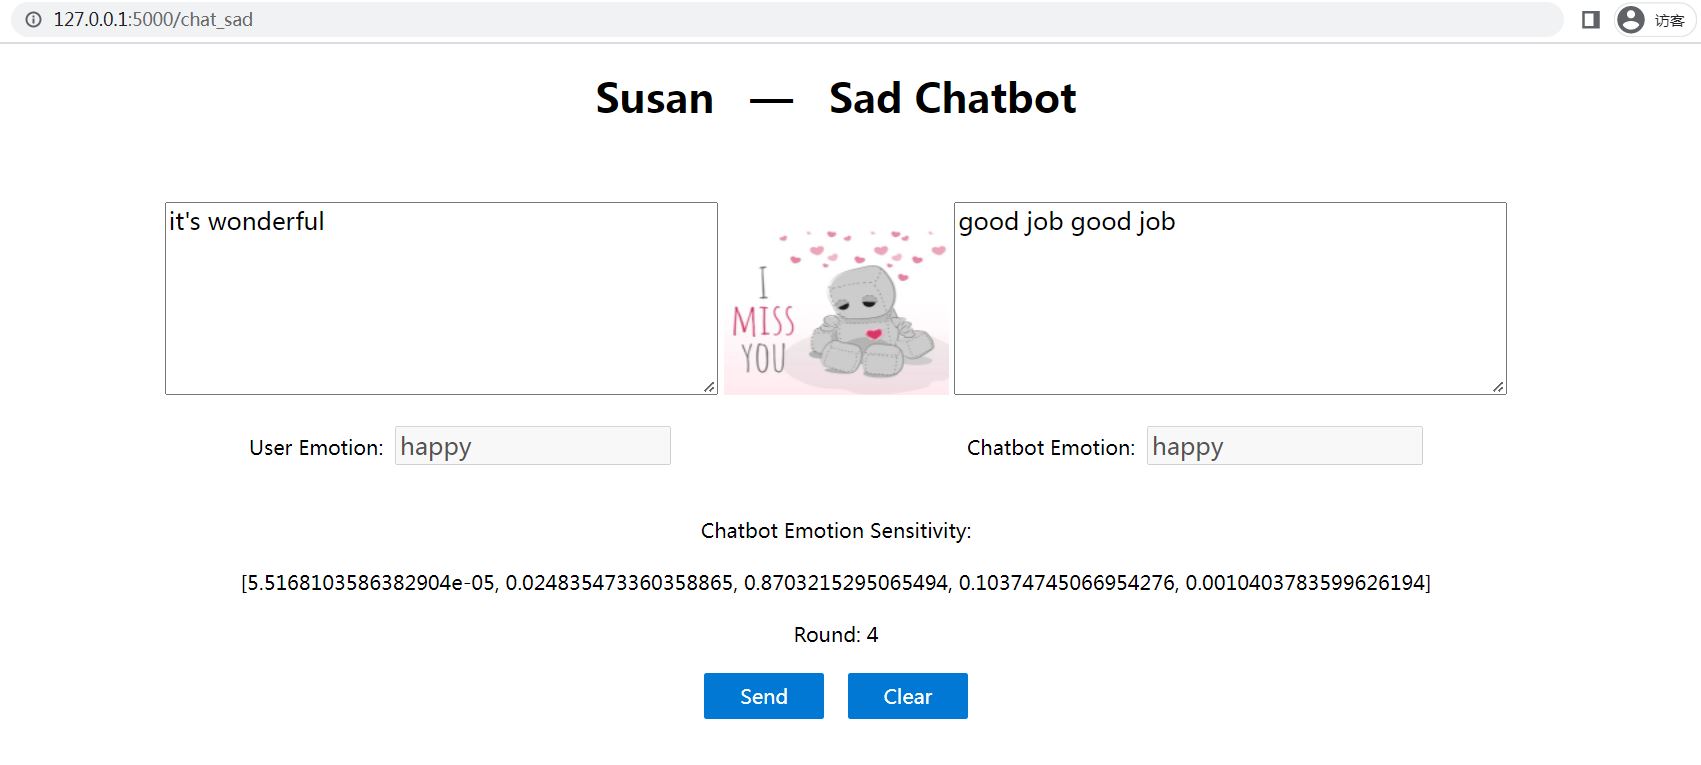 127.0.0.1:5000/chat_sad
访客
Susan — Sad Chatbot
it's wonderful
I
MISS
YOU
good job good job
User Emotion: happy
Chatbot Emotion: happy
Chatbot Emotion Sensitivity:
[5.5168103586382904e-05, 0.024835473360358865, 0.8703215295065494, 0.10374745066954276, 0.0010403783599626194]
Round: 4
Send
Clear